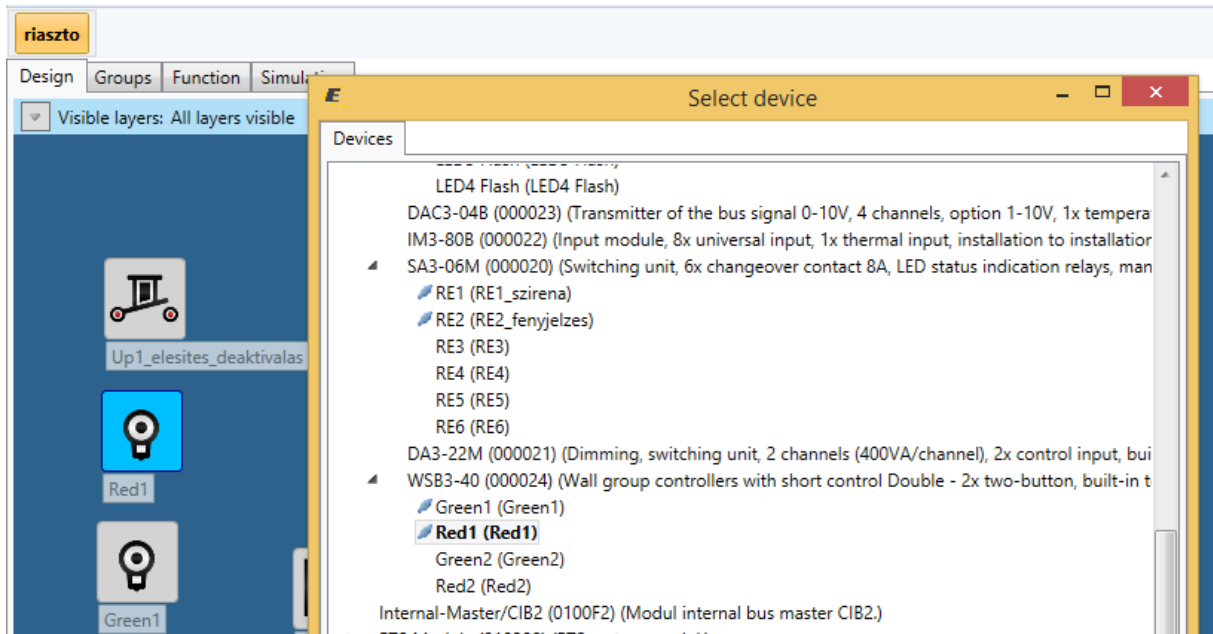 riaszto
Design Groups Function
Visible layers: All layers visible
Up1_elesites_deaktivalas
Red1
Green1
Select device
Devices
LED4 Flash (LED4 Flash)
DAC3-04B (000023) (Transmitter of the bus signal 0-10V, 4 channels, option 1-10V, 1x tempera
IM3-80B (000022) (Input module, 8x universal input, 1x thermal input, installation to installation
SA3-06M (000020) (Switching unit, 6x changeover contact 8A, LED status indication relays, man
RE1 (RE1_szirena)
RE2 (RE2_fenyjelzes)
RE3 (RE3)
RE4 (RE4)
RE5 (RE5)
RE6 (RE6)
DA3-22M (000021) (Dimming, switching unit, 2 channels (400VA/channel), 2x control input, bui
WSB3-40 (000024) (Wall group controllers with short control Double - 2x two-button, built-in t
Green1 (Green1)
Red1 (Red1)
Green2 (Green2)
Red2 (Red2)
Internal-Master/CIB2 (0100F2) (Modul internal bus master CIB2.)